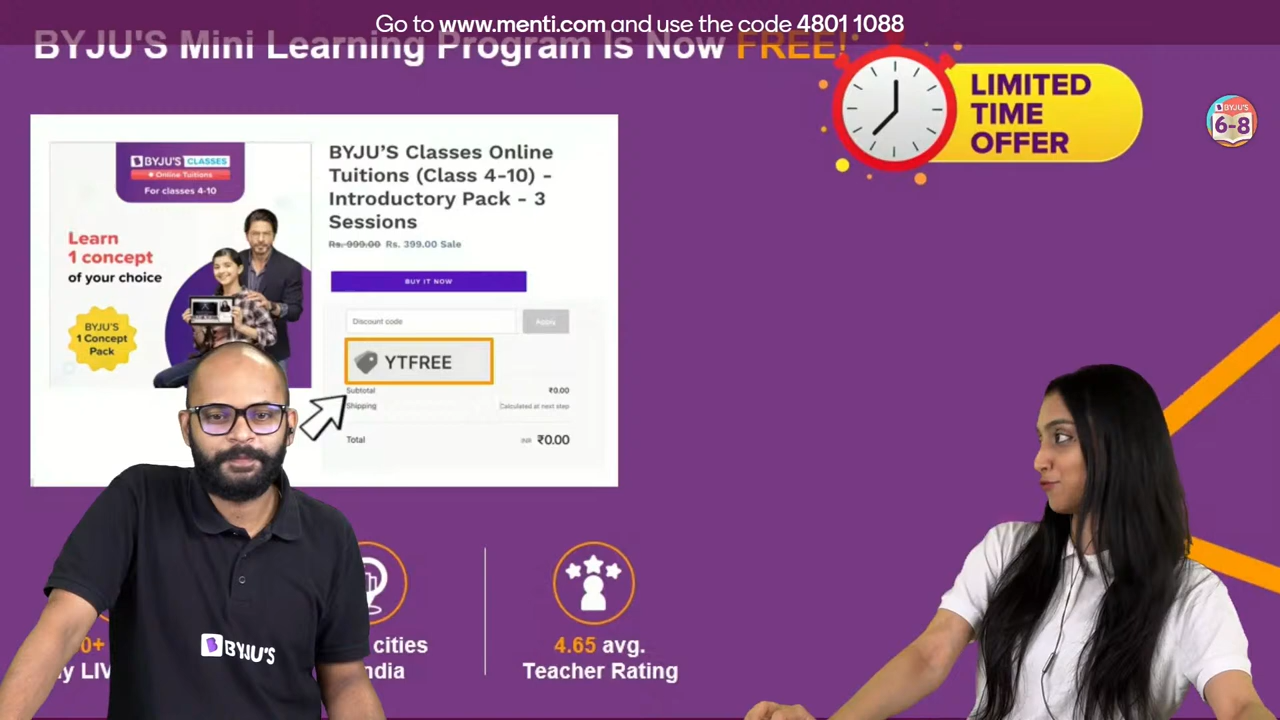 Go to www.menti.com and use the code 4801 1088
BYJU'S Mini Learning Program Is Now FREE!
LIMITED
TIME
OFFER
BYJU'S
6-8
BYJU'S CLASSES
Online Tuitions
For classes 4-10
Learn
1 concept
of your choice
BYJU'S
1 Concept
Pack
BYJU'S Classes Online
Tuitions (Class 4-10) -
Introductory Pack - 3
Sessions
Rs. 999.00 Rs. 399.00 Sale
BUY IT NOW
Discount code
Apply
YTFREE
Subtotal ₹0.00
Shipping Calculated at next step
Total INR ₹0.00
0+
y LIV
cities
ndia
4.65 avg.
Teacher Rating
BYJU'S